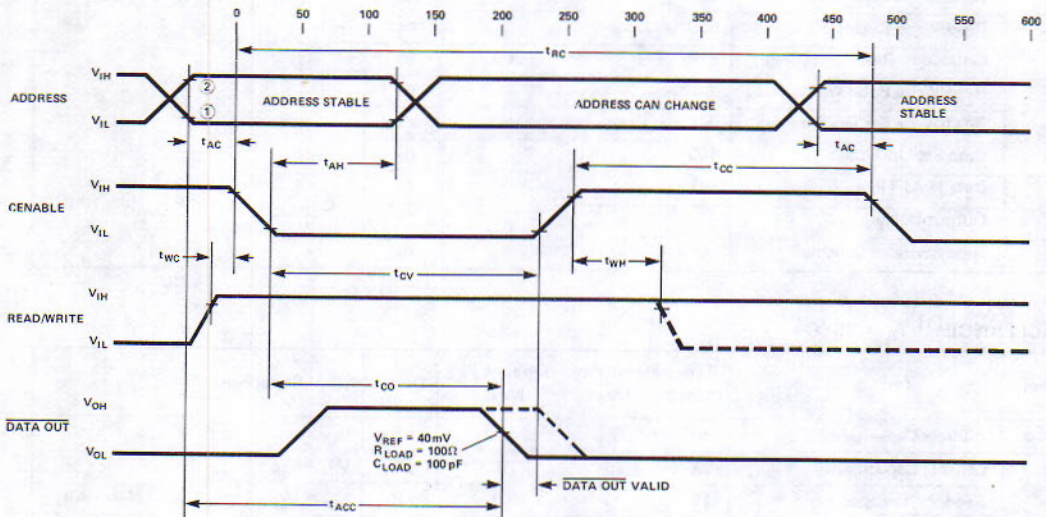 0 50 100 150 200 250 300 350 400 450 500 550 600
tRC
VIH
ADDRESS
VIL
②
①
ADDRESS STABLE
ADDRESS CAN CHANGE
ADDRESS
STABLE
tAC
tAH
tAC
tCC
VIH
CENABLE
VIL
tWC
tCV
tWH
VIH
READ/WRITE
VIL
tCO
VOH
DATA OUT
VOL
VREF = 40mV
RLOAD = 100Ω
CLOAD = 100pF
DATA OUT VALID
tACC